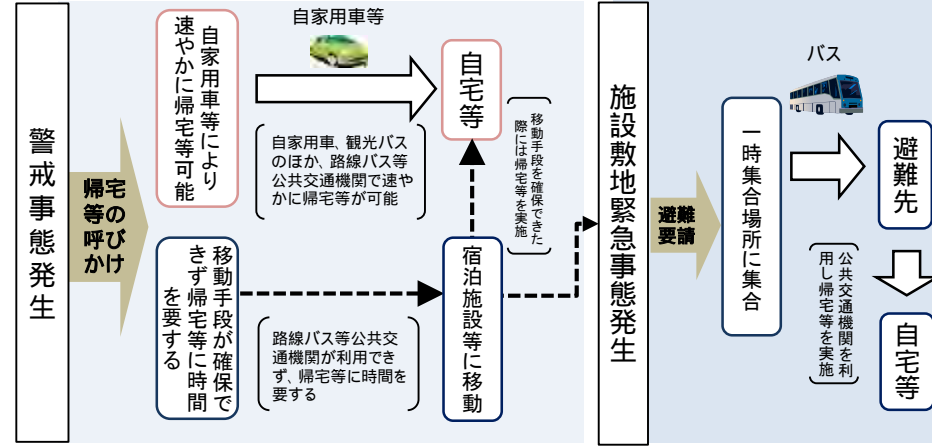 警戒事態発生
帰宅
等の
呼び
かけ
自家用車等により
速やかに帰宅等可能
自家用車等
自家用車、観光バス
のほか、路線バス等
公共交通機関で速や
かに帰宅等が可能
自宅等
移動手段を確保できた
際には帰宅等を実施
移動手段が確保で
きず帰宅等に時間
を要する
路線バス等公共交
通機関が利用でき
ず、帰宅等に時間を
要する
宿泊施設等に移動
施設敷地緊急事態発生
避難
要請
一時集合場所に集合
バス
避難先
公共交通機関を利
用し帰宅等を実施
自宅等